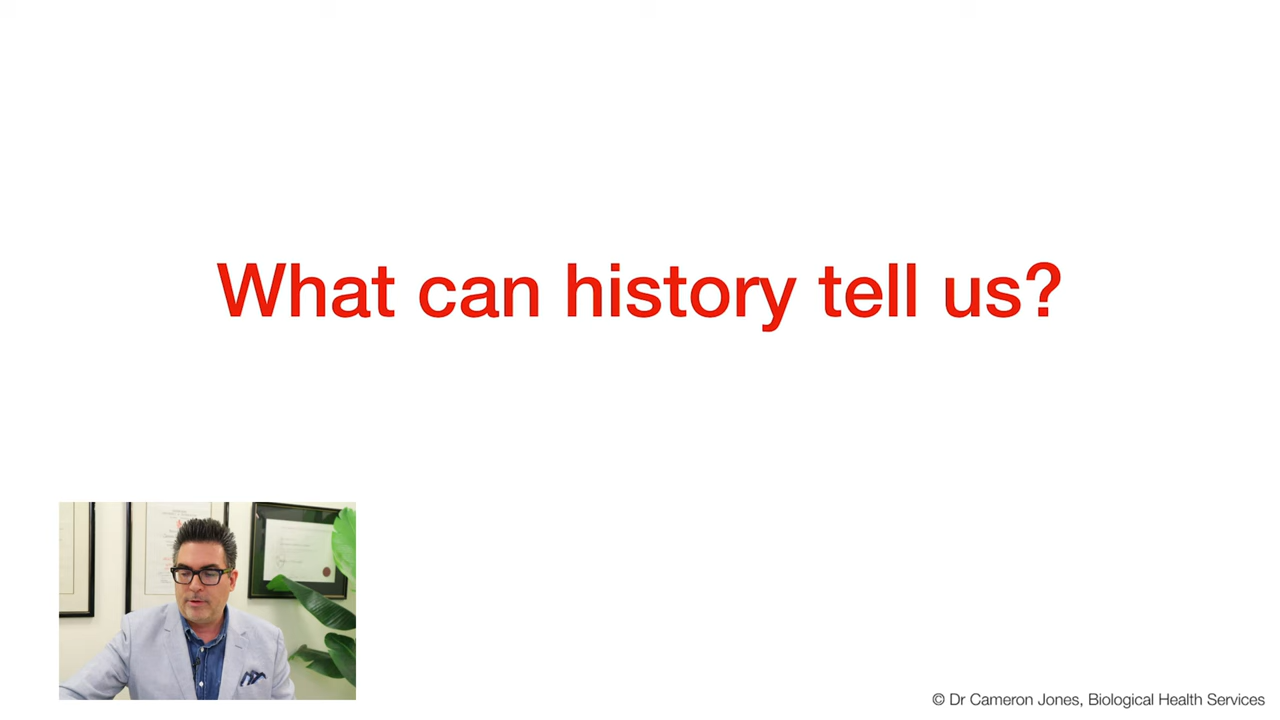 What can history tell us?
© Dr Cameron Jones, Biological Health Services